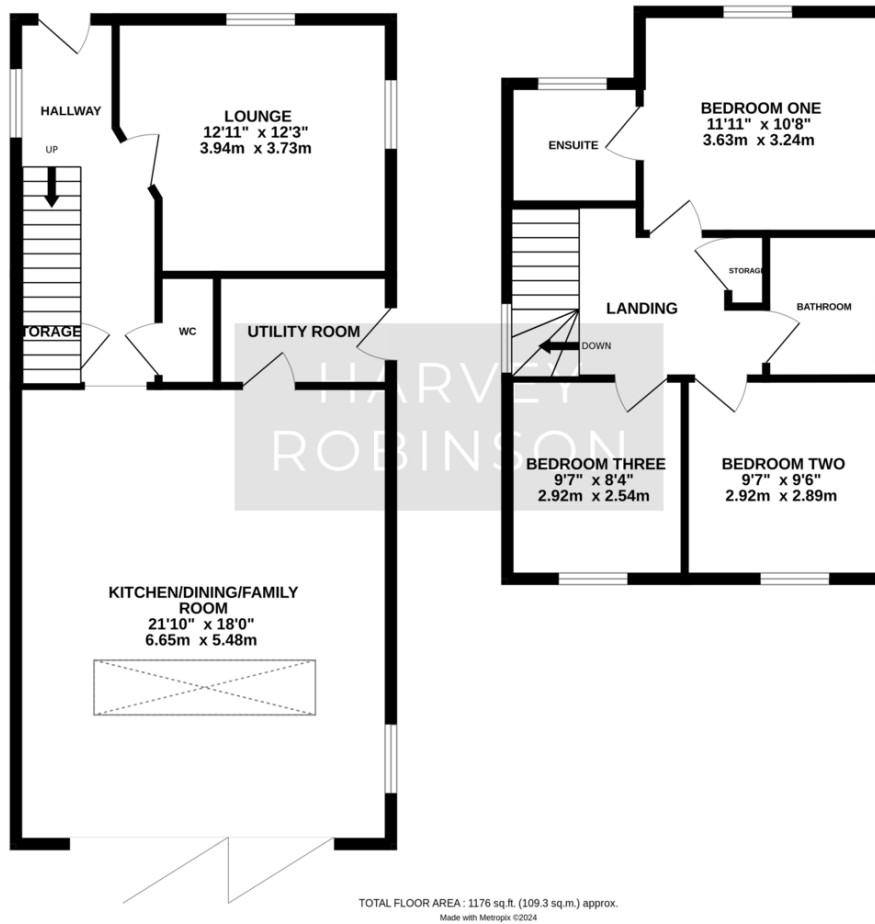 HALLWAY
UP
LOUNGE
12'11" x 12'3"
3.94m x 3.73m
TORAGE
WC
UTILITY ROOM
KITCHEN/DINING/FAMILY
ROOM
21'10" x 18'0"
6.65m x 5.48m
ENSUITE
BEDROOM ONE
11'11" x 10'8"
3.63m x 3.24m
STORAGE
LANDING
BATHROOM
DOWN
BEDROOM THREE
9'7" x 8'4"
2.92m x 2.54m
BEDROOM TWO
9'7" x 9'6"
2.92m x 2.89m
HARVEY
ROBINSON
TOTAL FLOOR AREA : 1176 sq.ft. (109.3 sq.m.) approx.
Made with Metropix ©2024